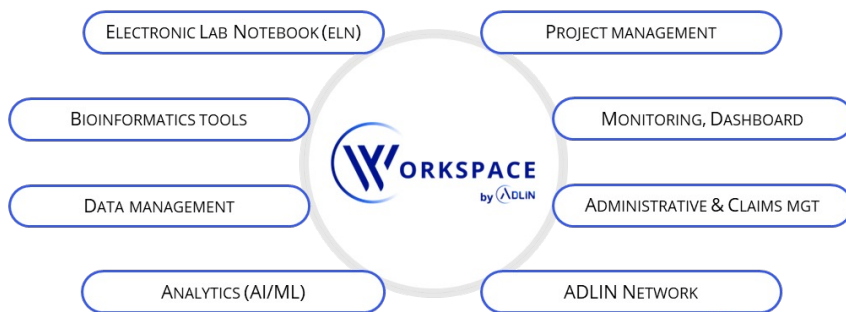 ELECTRONIC LAB NOTEBOOK (ELN)
PROJECT MANAGEMENT
BIOINFORMATICS TOOLS
MONITORING, DASHBOARD
WORKSPACE
by ADLIN
DATA MANAGEMENT
ADMINISTRATIVE & CLAIMS MGT
ANALYTICS (AI/ML)
ADLIN NETWORK